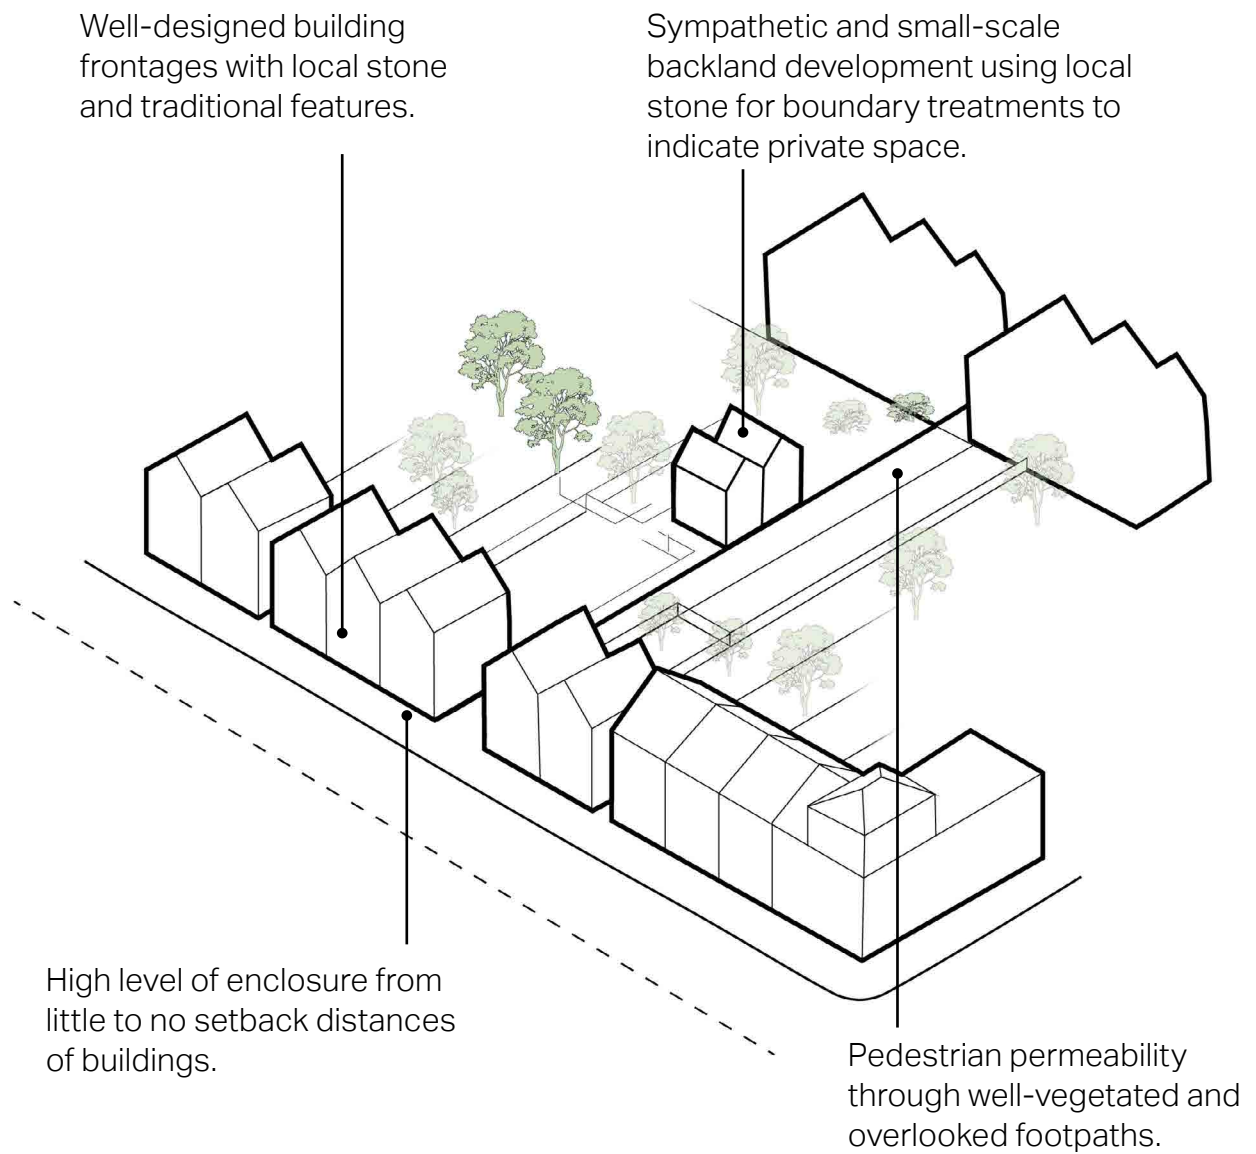 Well-designed building
frontages with local stone
and traditional features.
Sympathetic and small-scale
backland development using local
stone for boundary treatments to
indicate private space.
High level of enclosure from
little to no setback distances
of buildings.
Pedestrian permeability
through well-vegetated and
overlooked footpaths.